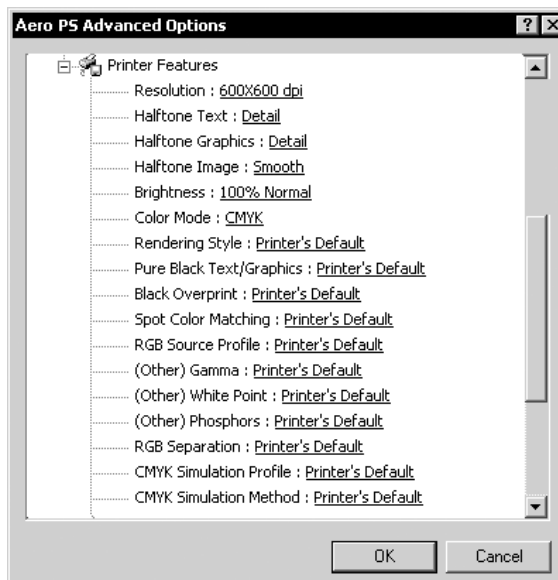 Aero PS Advanced Options
Printer Features
Resolution : 600X600 dpi
Halftone Text : Detail
Halftone Graphics : Detail
Halftone Image : Smooth
Brightness : 100% Normal
Color Mode : CMYK
Rendering Style : Printer's Default
Pure Black Text/Graphics : Printer's Default
Black Overprint : Printer's Default
Spot Color Matching : Printer's Default
RGB Source Profile : Printer's Default
(Other) Gamma : Printer's Default
(Other) White Point : Printer's Default
(Other) Phosphors : Printer's Default
RGB Separation : Printer's Default
CMYK Simulation Profile : Printer's Default
CMYK Simulation Method : Printer's Default
OK Cancel